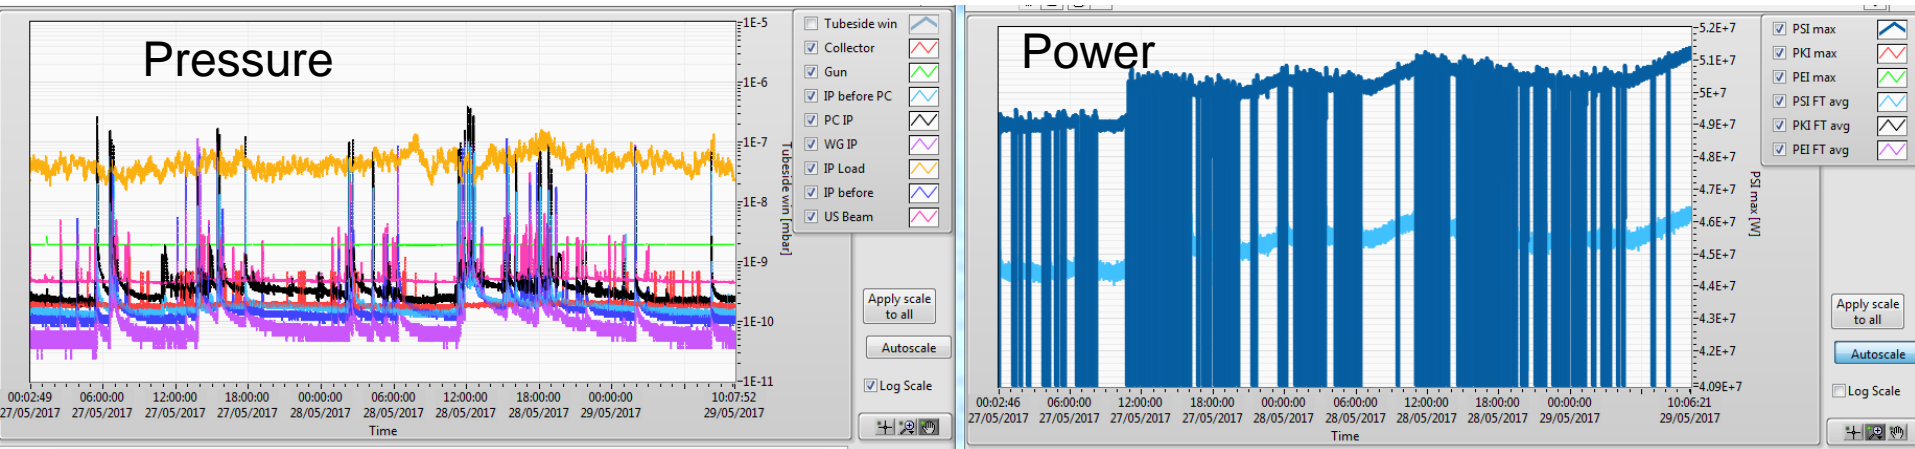 Pressure
1E-5
1E-6
1E-7
1E-8
1E-9
1E-10
1E-11
Tubeside win [mbar]
00:02:49
27/05/2017
06:00:00
27/05/2017
12:00:00
27/05/2017
18:00:00
27/05/2017
00:00:00
28/05/2017
06:00:00
28/05/2017
12:00:00
28/05/2017
18:00:00
28/05/2017
00:00:00
29/05/2017
10:07:52
29/05/2017
Time
Tubeside win
Collector
Gun
IP before PC
PC IP
WG IP
IP Load
IP before
US Beam
Apply scale
to all
Autoscale
Log Scale
Power
5.2E+7
5.1E+7
5E+7
4.9E+7
4.8E+7
4.7E+7
4.6E+7
4.5E+7
4.4E+7
4.3E+7
4.2E+7
4.09E+7
PSI max [W]
00:02:46
27/05/2017
06:00:00
27/05/2017
12:00:00
27/05/2017
18:00:00
27/05/2017
00:00:00
28/05/2017
06:00:00
28/05/2017
12:00:00
28/05/2017
18:00:00
28/05/2017
00:00:00
29/05/2017
10:06:21
29/05/2017
Time
PSI max
PKI max
PEI max
PSI FT avg
PKI FT avg
PEI FT avg
Apply scale
to all
Autoscale
Log Scale